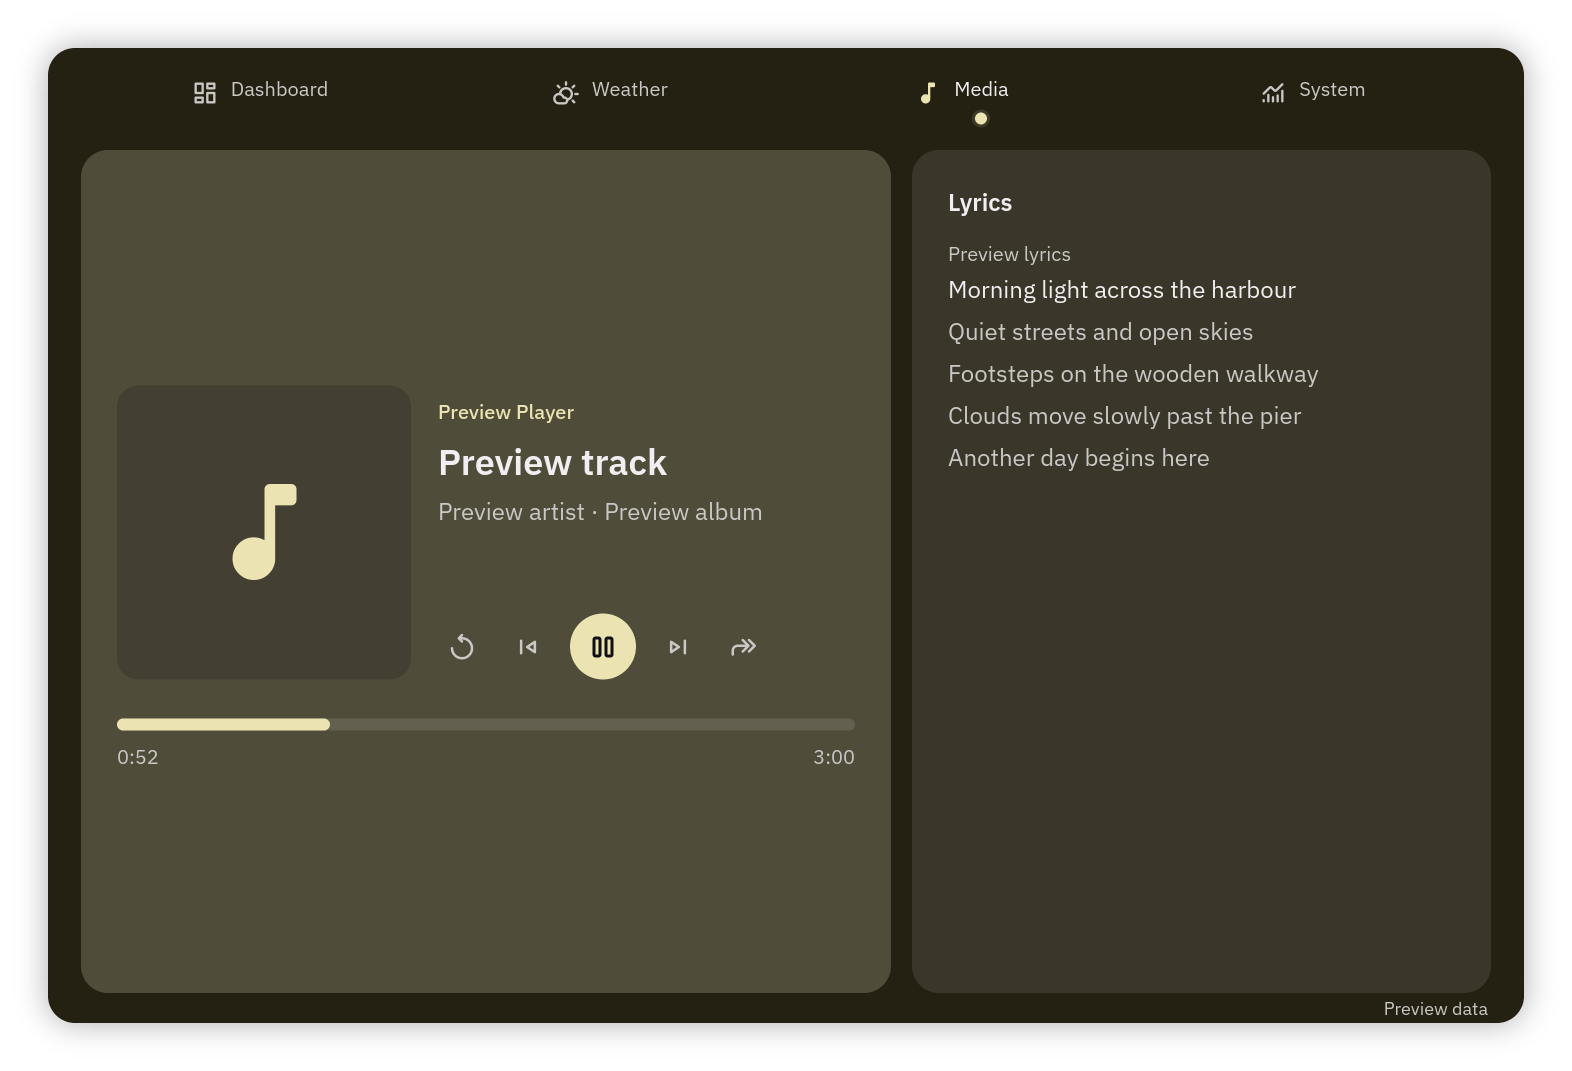 Dashboard
Weather
Media
System
Preview Player
Preview track
Preview artist · Preview album
0:52
3:00
Lyrics
Preview lyrics
Morning light across the harbour
Quiet streets and open skies
Footsteps on the wooden walkway
Clouds move slowly past the pier
Another day begins here
Preview data